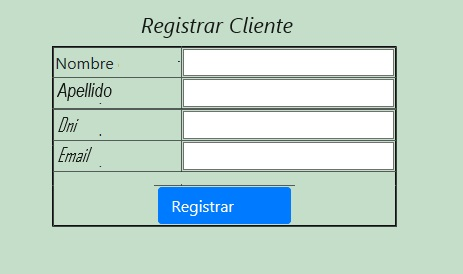 Registrar Cliente
Nombre
Apellido
Dni
Email
Registrar